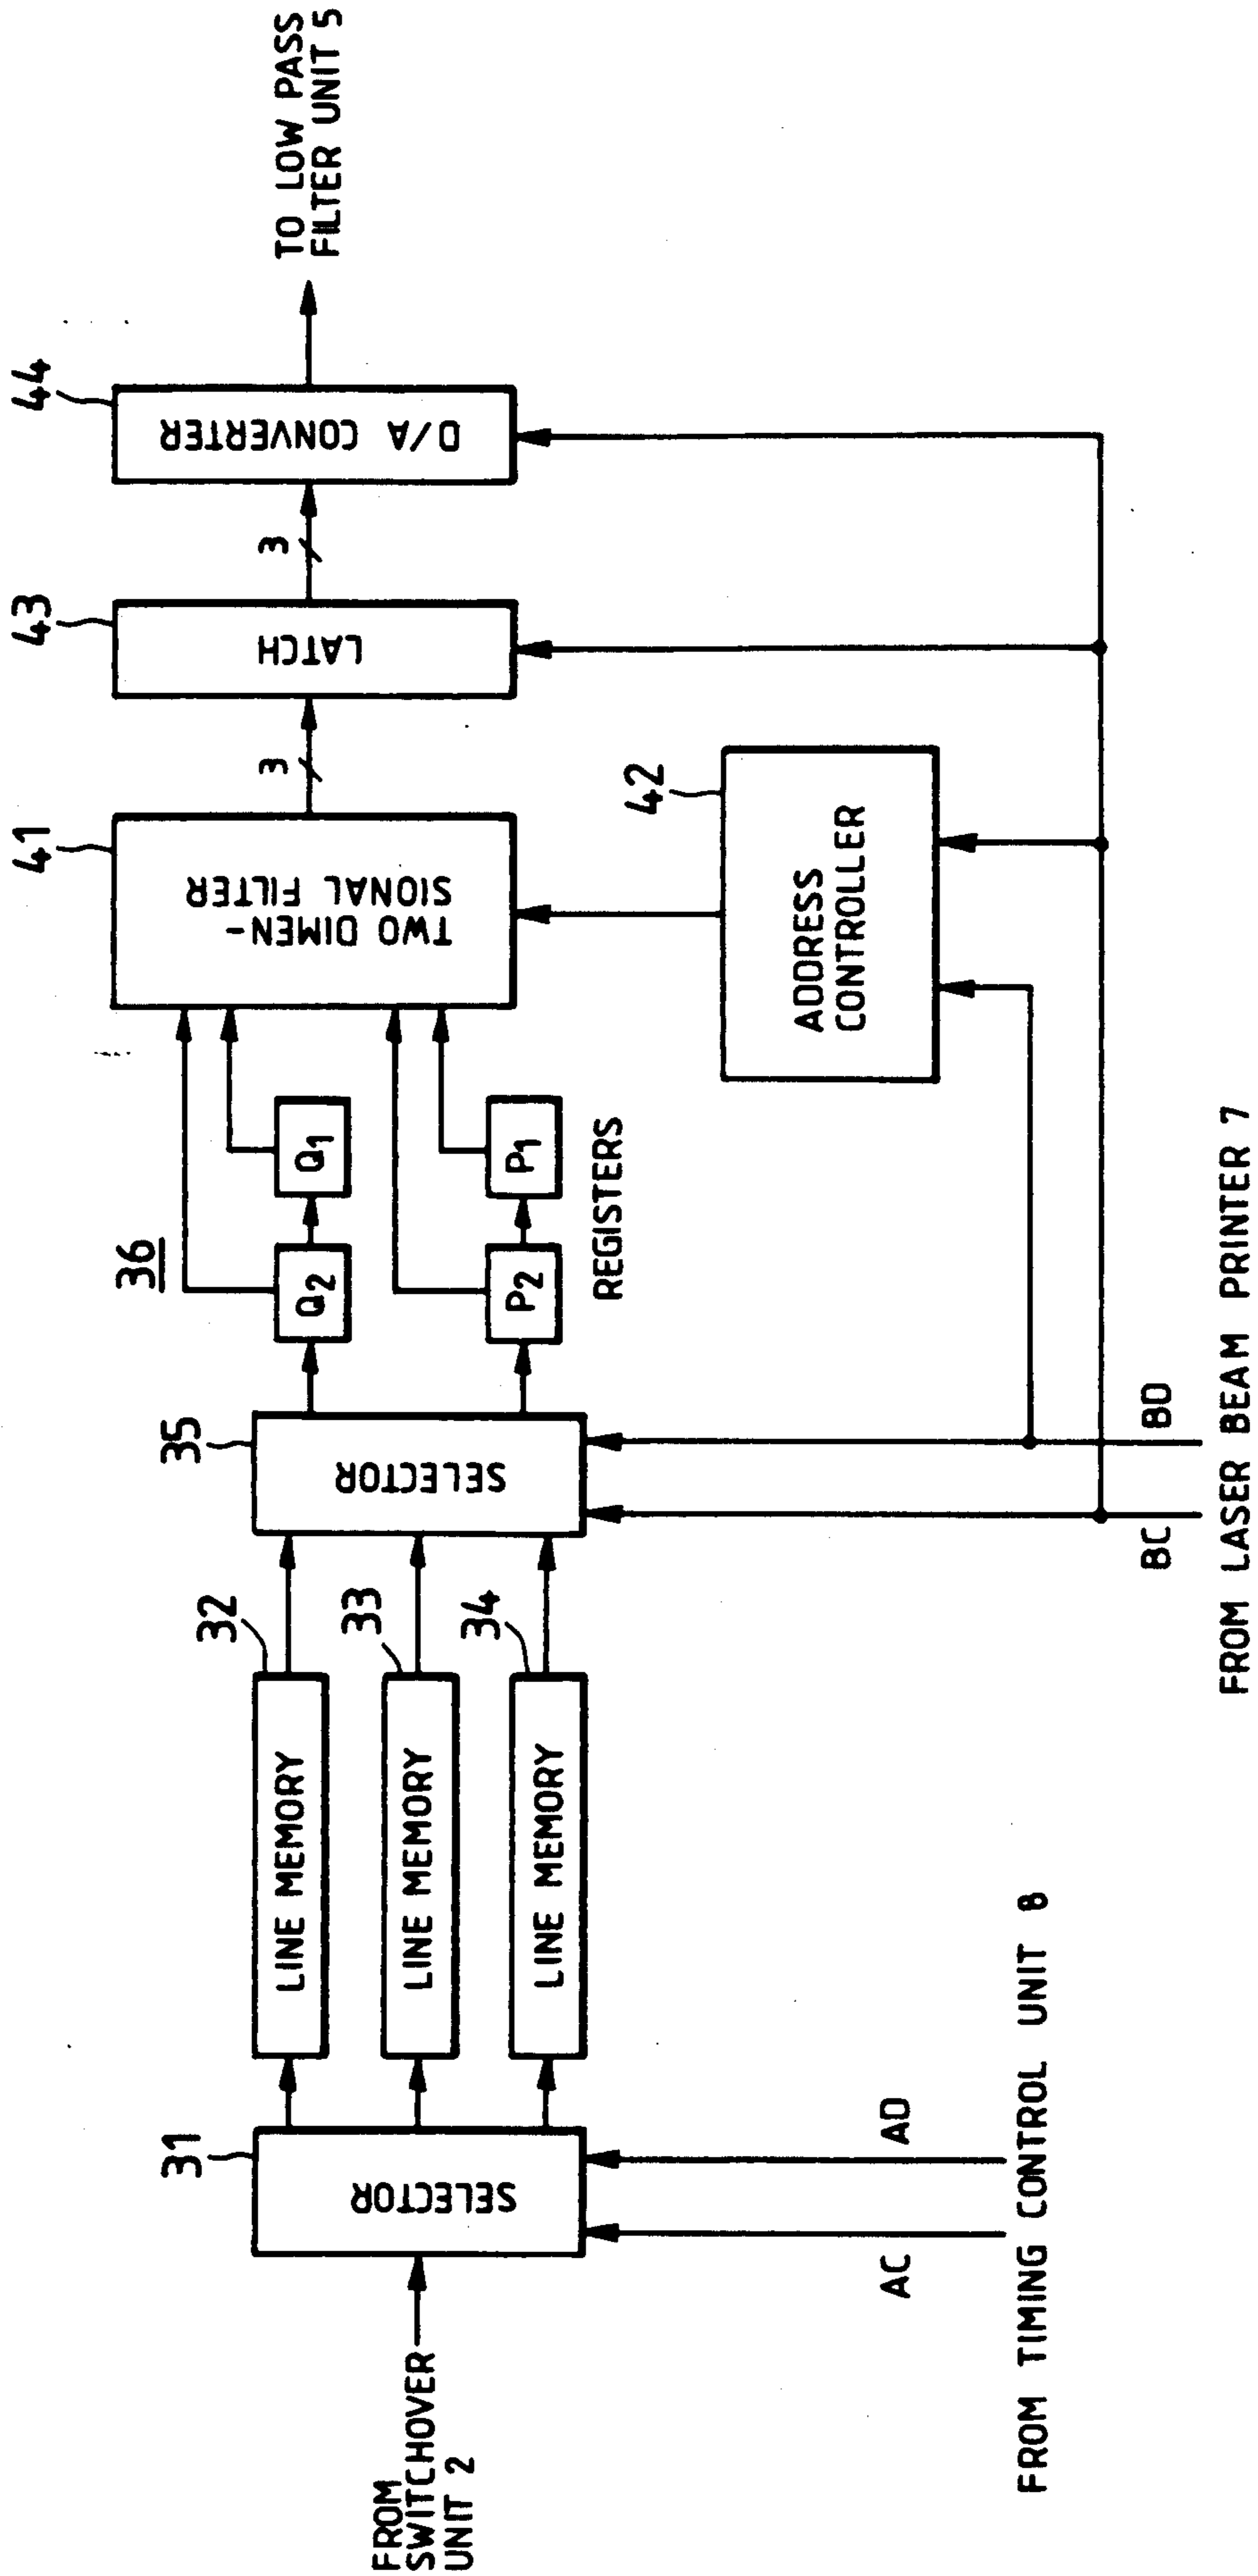 FROM
SWITCHOVER
UNIT 2
31
SELECTOR
AC
AD
FROM TIMING CONTROL UNIT 8
32
LINE MEMORY
33
LINE MEMORY
34
LINE MEMORY
35
SELECTOR
BC
BD
FROM LASER BEAM PRINTER 7
36
Q2
Q1
P2
P1
REGISTERS
41
TWO DIMEN-
SIONAL FILTER
42
ADDRESS
CONTROLLER
3
43
LATCH
3
44
D/A CONVERTER
TO LOW PASS
FILTER UNIT 5